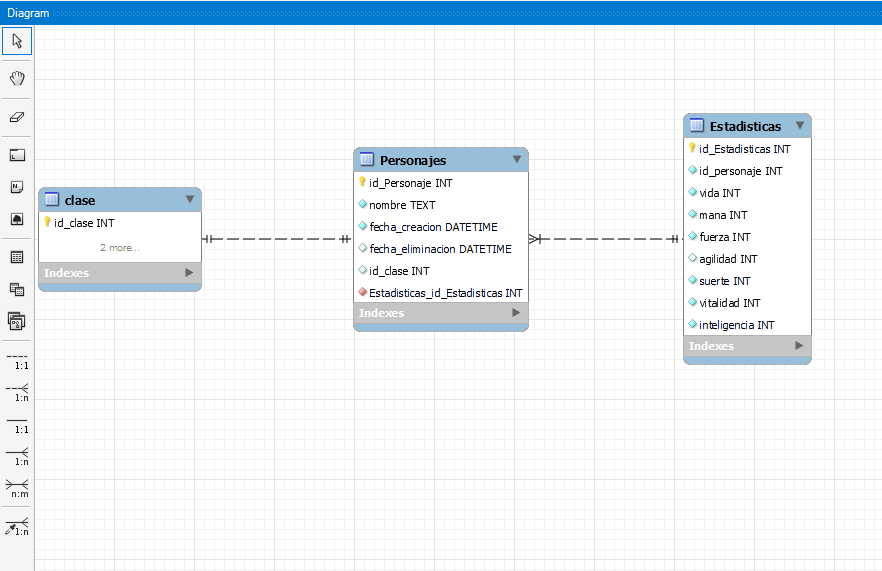 Diagram
clase
id_clase INT
2 more...
Indexes
Personajes
id_Personaje INT
nombre TEXT
fecha_creacion DATETIME
fecha_eliminacion DATETIME
id_clase INT
Estadisticas_id_Estadisticas INT
Indexes
Estadisticas
id_Estadisticas INT
id_personaje INT
vida INT
mana INT
fuerza INT
agilidad INT
suerte INT
vitalidad INT
inteligencia INT
Indexes
1:1
1:n
1:1
1:n
n:m
1:n